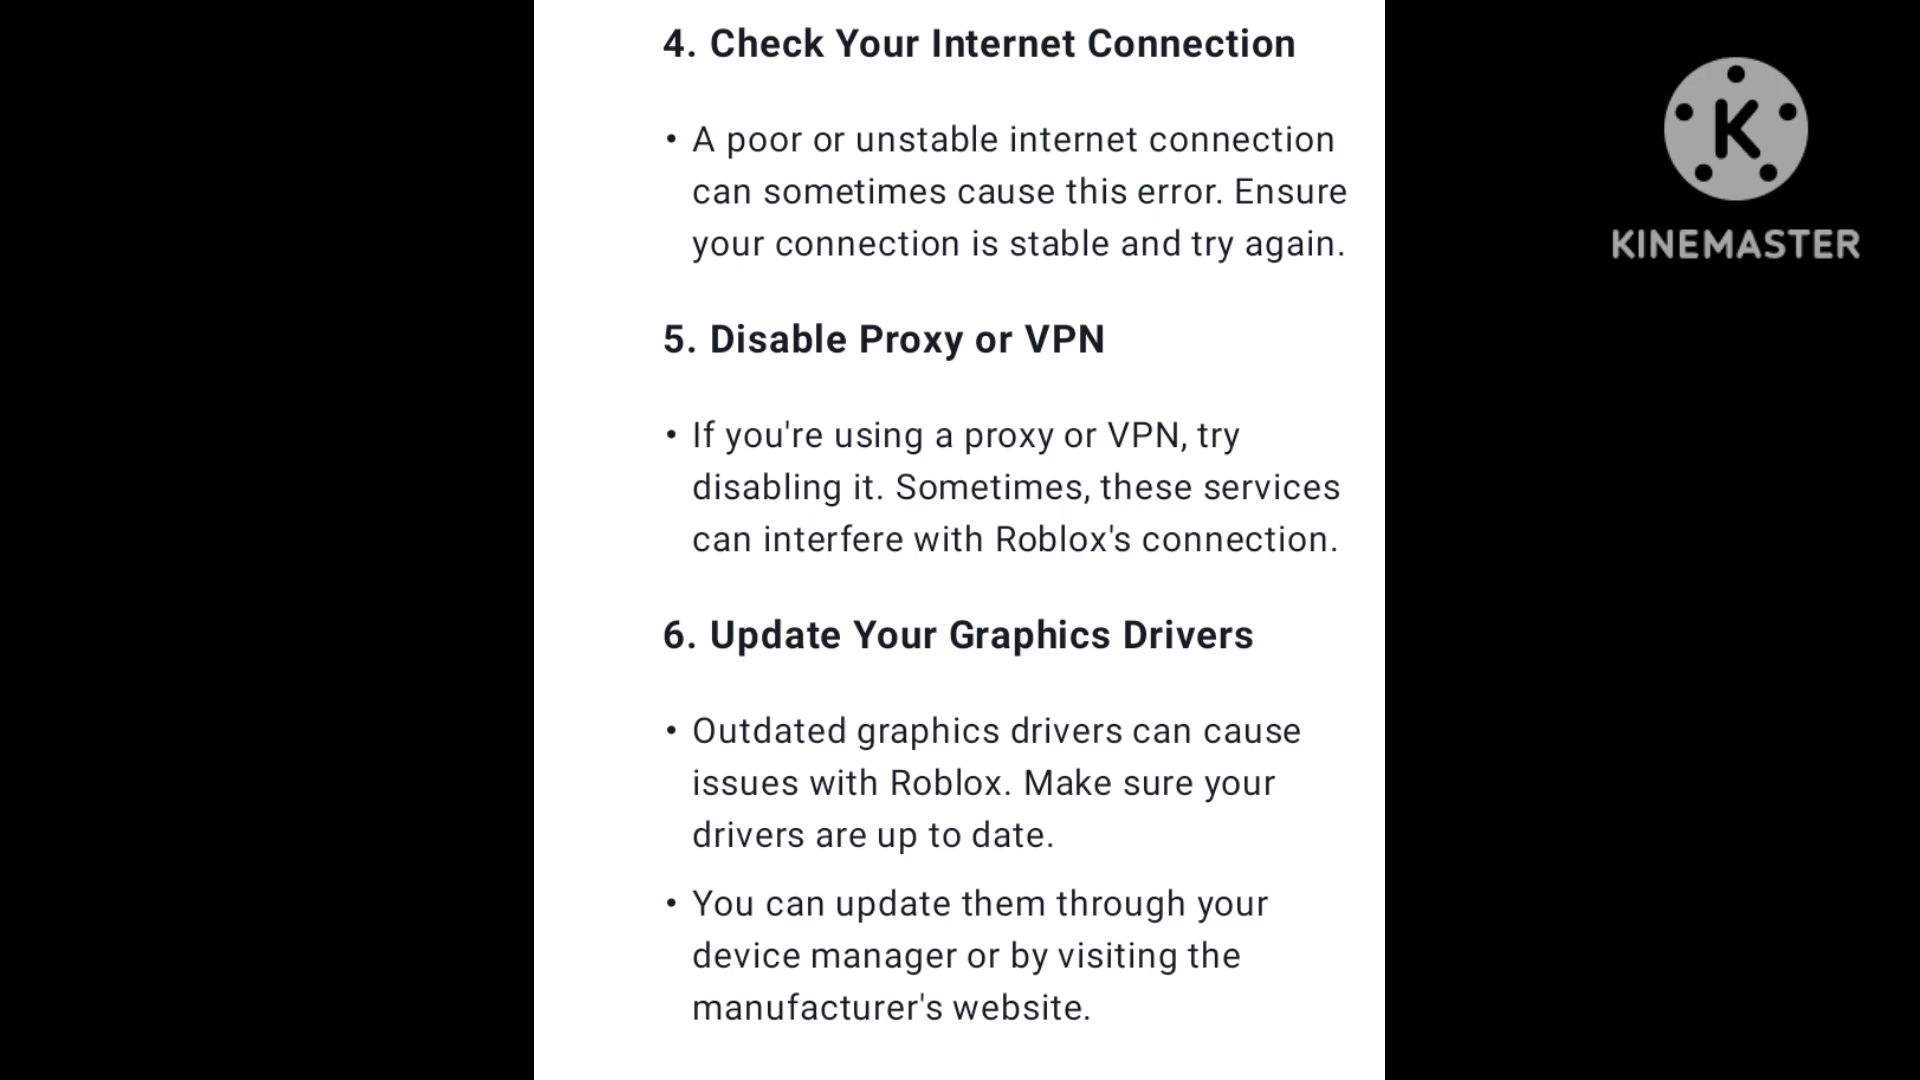 4. Check Your Internet Connection
• A poor or unstable internet connection
can sometimes cause this error. Ensure
your connection is stable and try again.
5. Disable Proxy or VPN
• If you're using a proxy or VPN, try
disabling it. Sometimes, these services
can interfere with Roblox's connection.
6. Update Your Graphics Drivers
• Outdated graphics drivers can cause
issues with Roblox. Make sure your
drivers are up to date.
• You can update them through your
device manager or by visiting the
manufacturer's website.
K
KINEMASTER